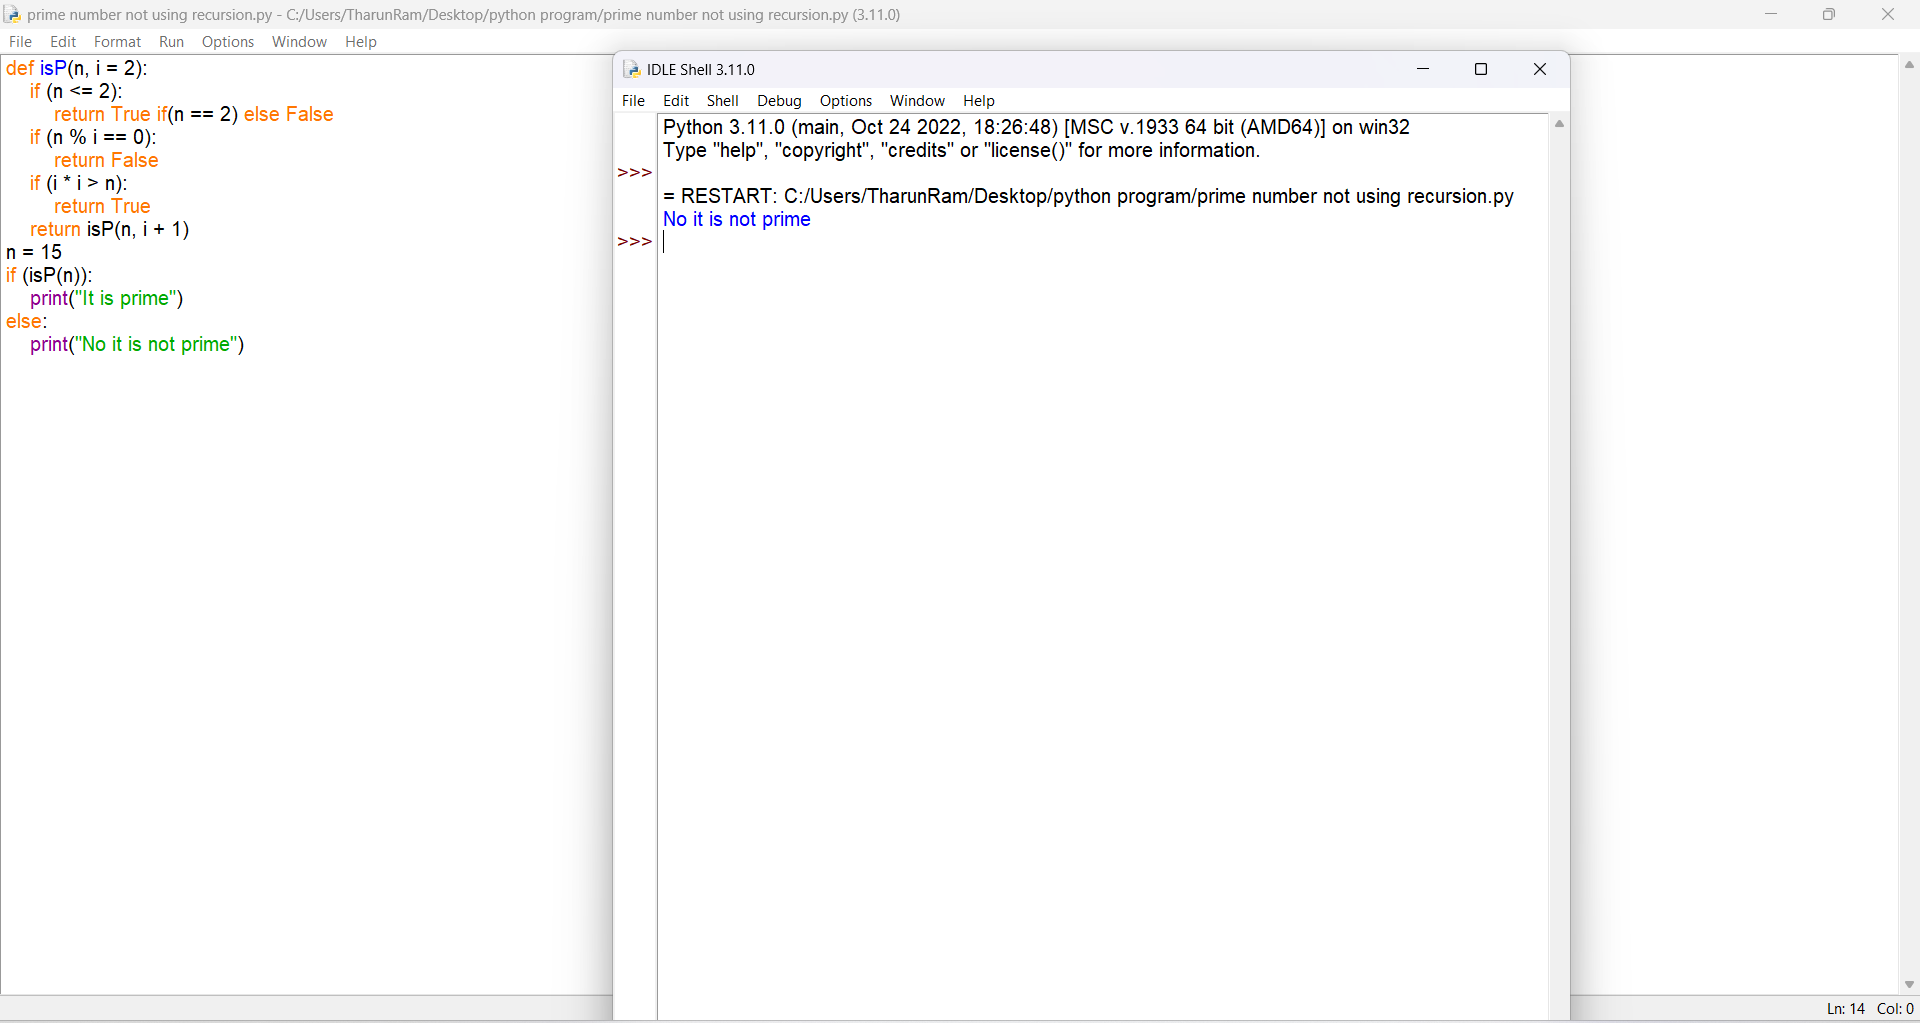 prime number not using recursion.py - C:/Users/TharunRam/Desktop/python program/prime number not using recursion.py (3.11.0)
File Edit Format Run Options Window Help
def isP(n, i = 2):
    if (n <= 2):
        return True if(n == 2) else False
    if (n % i == 0):
        return False
    if (i * i > n):
        return True
    return isP(n, i + 1)
n = 15
if (isP(n)):
    print("It is prime")
else:
    print("No it is not prime")
IDLE Shell 3.11.0
File Edit Shell Debug Options Window Help
Python 3.11.0 (main, Oct 24 2022, 18:26:48) [MSC v.1933 64 bit (AMD64)] on win32
Type "help", "copyright", "credits" or "license()" for more information.
>>>
= RESTART: C:/Users/TharunRam/Desktop/python program/prime number not using recursion.py
No it is not prime
>>>
Ln: 14 Col: 0